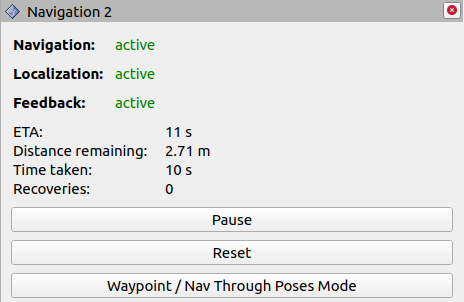 Navigation 2
Navigation: active
Localization: active
Feedback: active
ETA: 11 s
Distance remaining: 2.71 m
Time taken: 10 s
Recoveries: 0
Pause
Reset
Waypoint / Nav Through Poses Mode